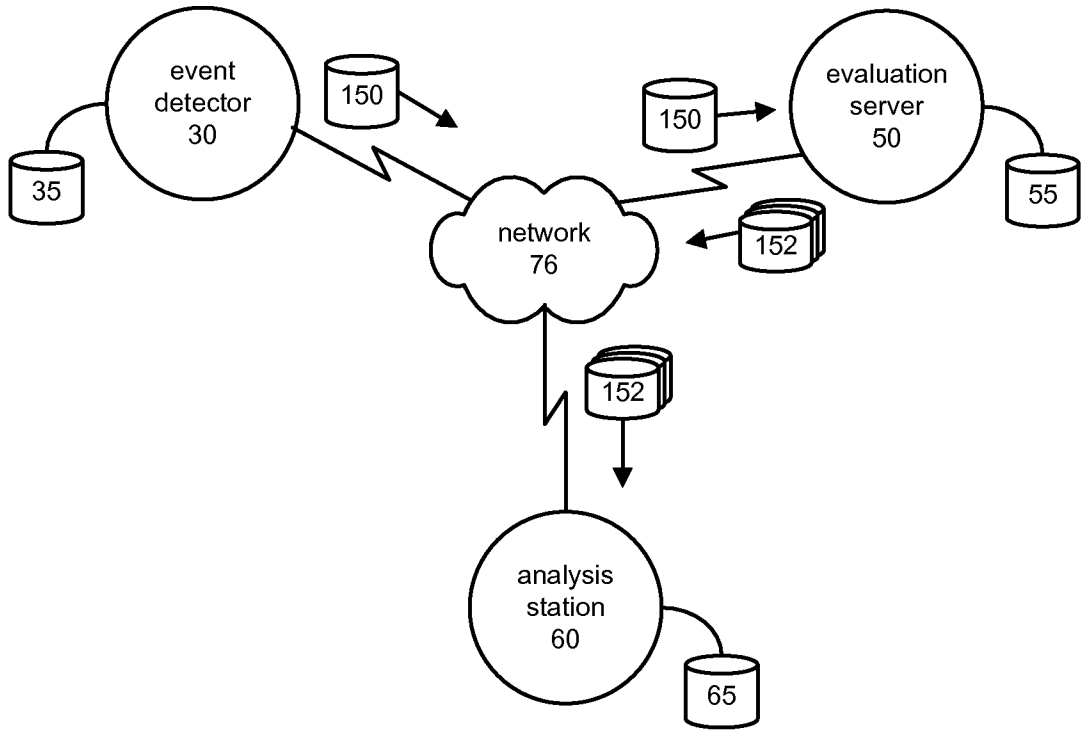 event
detector
30
150
35
150
evaluation
server
50
55
network
76
152
152
analysis
station
60
65